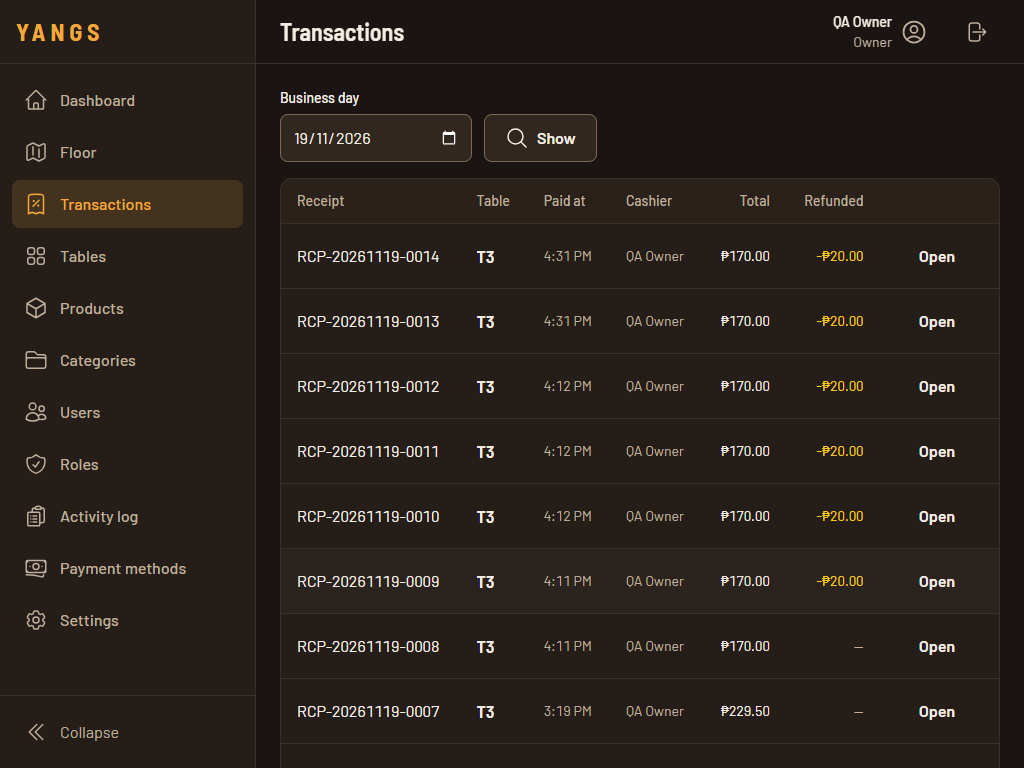 YANGS
Transactions
QA Owner
Owner
Dashboard
Floor
Transactions
Tables
Products
Categories
Users
Roles
Activity log
Payment methods
Settings
Collapse
Business day
19/11/2026
Show
Receipt Table Paid at Cashier Total Refunded
RCP-20261119-0014 T3 4:31 PM QA Owner ₱170.00 -₱20.00 Open
RCP-20261119-0013 T3 4:31 PM QA Owner ₱170.00 -₱20.00 Open
RCP-20261119-0012 T3 4:12 PM QA Owner ₱170.00 -₱20.00 Open
RCP-20261119-0011 T3 4:12 PM QA Owner ₱170.00 -₱20.00 Open
RCP-20261119-0010 T3 4:12 PM QA Owner ₱170.00 -₱20.00 Open
RCP-20261119-0009 T3 4:11 PM QA Owner ₱170.00 -₱20.00 Open
RCP-20261119-0008 T3 4:11 PM QA Owner ₱170.00 — Open
RCP-20261119-0007 T3 3:19 PM QA Owner ₱229.50 — Open